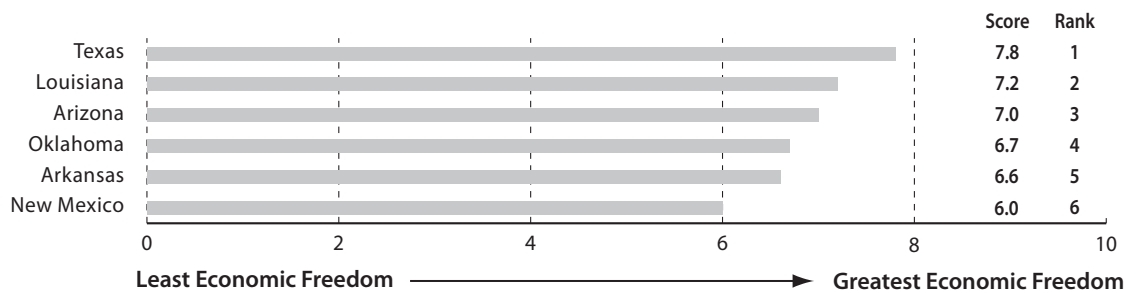 Score Rank
Texas 7.8 1
Louisiana 7.2 2
Arizona 7.0 3
Oklahoma 6.7 4
Arkansas 6.6 5
New Mexico 6.0 6
0 2 4 6 8 10
Least Economic Freedom Greatest Economic Freedom